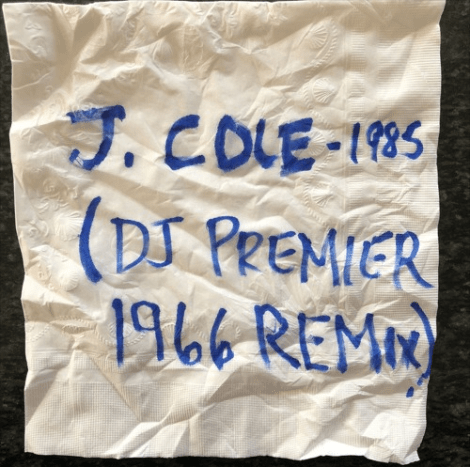 J. COLE-1985
(DJ PREMIER
1966 REMIX)